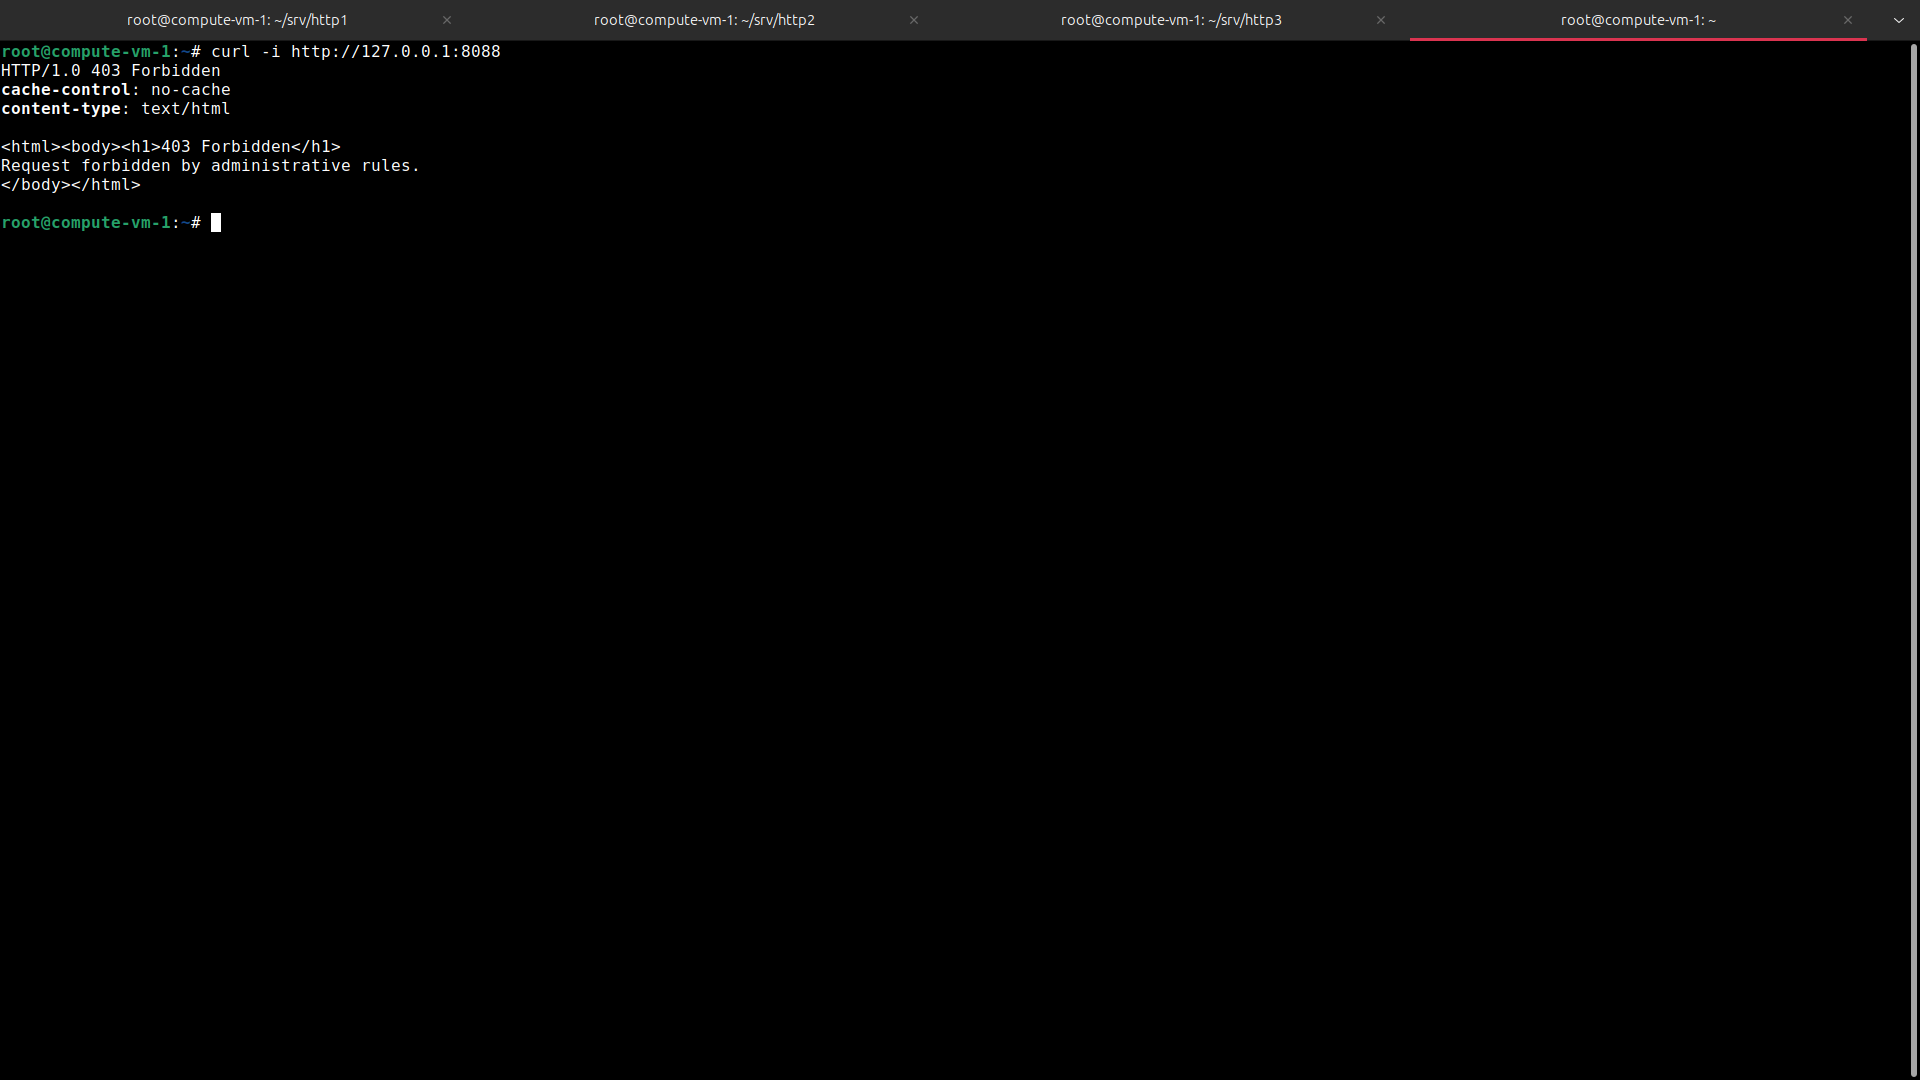 root@compute-vm-1: ~/srv/http1 × root@compute-vm-1: ~/srv/http2 × root@compute-vm-1: ~/srv/http3 × root@compute-vm-1: ~ ×
root@compute-vm-1:~# curl -i http://127.0.0.1:8088
HTTP/1.0 403 Forbidden
cache-control: no-cache
content-type: text/html
<html><body><h1>403 Forbidden</h1>
Request forbidden by administrative rules.
</body></html>
root@compute-vm-1:~#